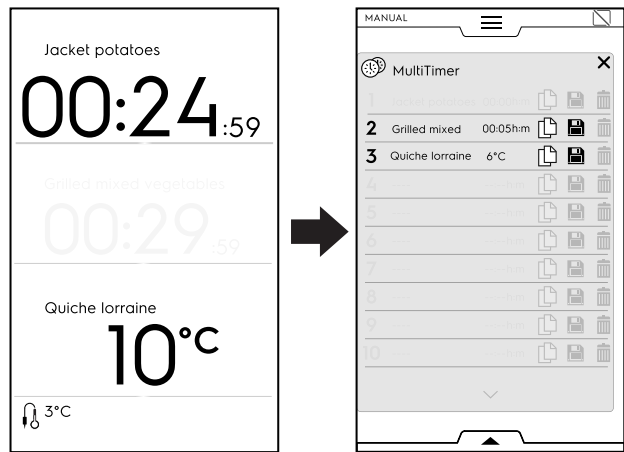 Jacket potatoes
00:24:59
Grilled mixed vegetables
00:29:59
Quiche lorraine
10°C
3°C
MANUAL
MultiTimer
1 Jacket potatoes 00:00h:m
2 Grilled mixed 00:05h:m
3 Quiche lorraine 6°C
4 --- --:--h:m
5 --- --:--h:m
6 --- --:--h:m
7 --- --:--h:m
8 --- --:--h:m
9 --- --:--h:m
10 --- --:--h:m